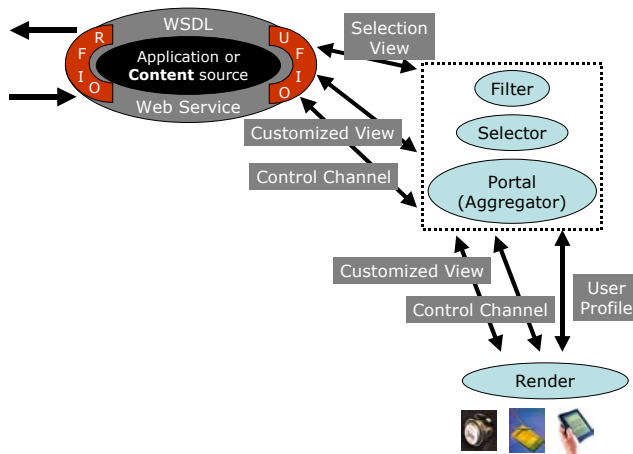 WSDL
R
F
I
O
Application or
Content source
U
F
I
O
Web Service
Selection
View
Customized View
Control Channel
Filter
Selector
Portal
(Aggregator)
Customized View
Control Channel
User
Profile
Render